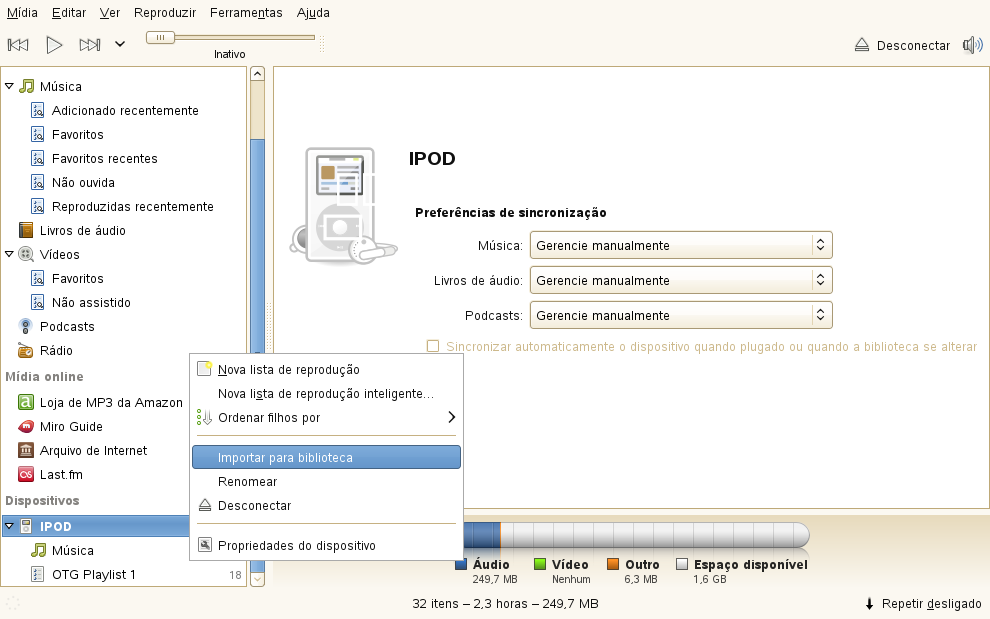 Mídia Editar Ver Reproduzir Ferramentas Ajuda
Inativo
Desconectar
Música
Adicionado recentemente
Favoritos
Favoritos recentes
Não ouvida
Reproduzidas recentemente
Livros de áudio
Vídeos
Favoritos
Não assistido
Podcasts
Rádio
Mídia online
Loja de MP3 da Amazon
Miro Guide
Arquivo de Internet
Last.fm
Dispositivos
IPOD
Música
OTG Playlist 1 18
IPOD
Preferências de sincronização
Música: Gerencie manualmente
Livros de áudio: Gerencie manualmente
Podcasts: Gerencie manualmente
Sincronizar automaticamente o dispositivo quando plugado ou quando a biblioteca se alterar
Nova lista de reprodução
Nova lista de reprodução inteligente...
Ordenar filhos por
Importar para biblioteca
Renomear
Desconectar
Propriedades do dispositivo
Áudio Vídeo Outro Espaço disponível
249,7 MB Nenhum 6,3 MB 1,6 GB
32 itens – 2,3 horas – 249,7 MB
Repetir desligado